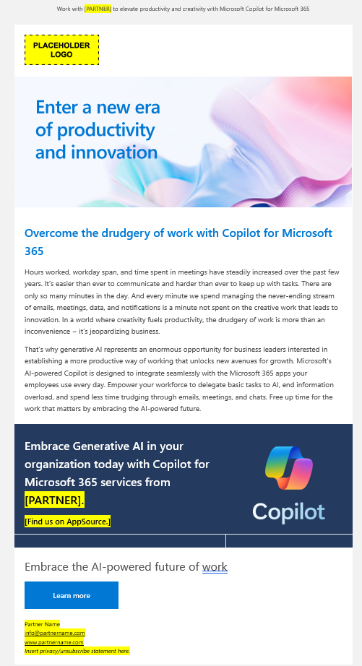 Work with [PARTNER] to elevate productivity and creativity with Microsoft Copilot for Microsoft 365
PLACEHOLDER
LOGO
Enter a new era
of productivity
and innovation
Overcome the drudgery of work with Copilot for Microsoft
365
Hours worked, workday span, and time spent in meetings have steadily increased over the past few
years. It's easier than ever to communicate and harder than ever to keep up with tasks. There are
only so many minutes in the day. And every minute we spend managing the never-ending stream
of emails, meetings, data, and notifications is a minute not spent on the creative work that leads to
innovation. In a world where creativity fuels productivity, the drudgery of work is more than an
inconvenience – it's jeopardizing business.
That's why generative AI represents an enormous opportunity for business leaders interested in
establishing a more productive way of working that unlocks new avenues for growth. Microsoft's
AI-powered Copilot is designed to integrate seamlessly with the Microsoft 365 apps your
employees use every day. Empower your workforce to delegate basic tasks to AI, end information
overload, and spend less time trudging through emails, meetings, and chats. Free up time for the
work that matters by embracing the AI-powered future.
Embrace Generative AI in your
organization today with Copilot for
Microsoft 365 services from
[PARTNER].
[Find us on AppSource.]
Copilot
Embrace the AI-powered future of work
Learn more
Partner Name
info@partnername.com
www.partnername.com
Insert privacy/unsubscribe statement here.